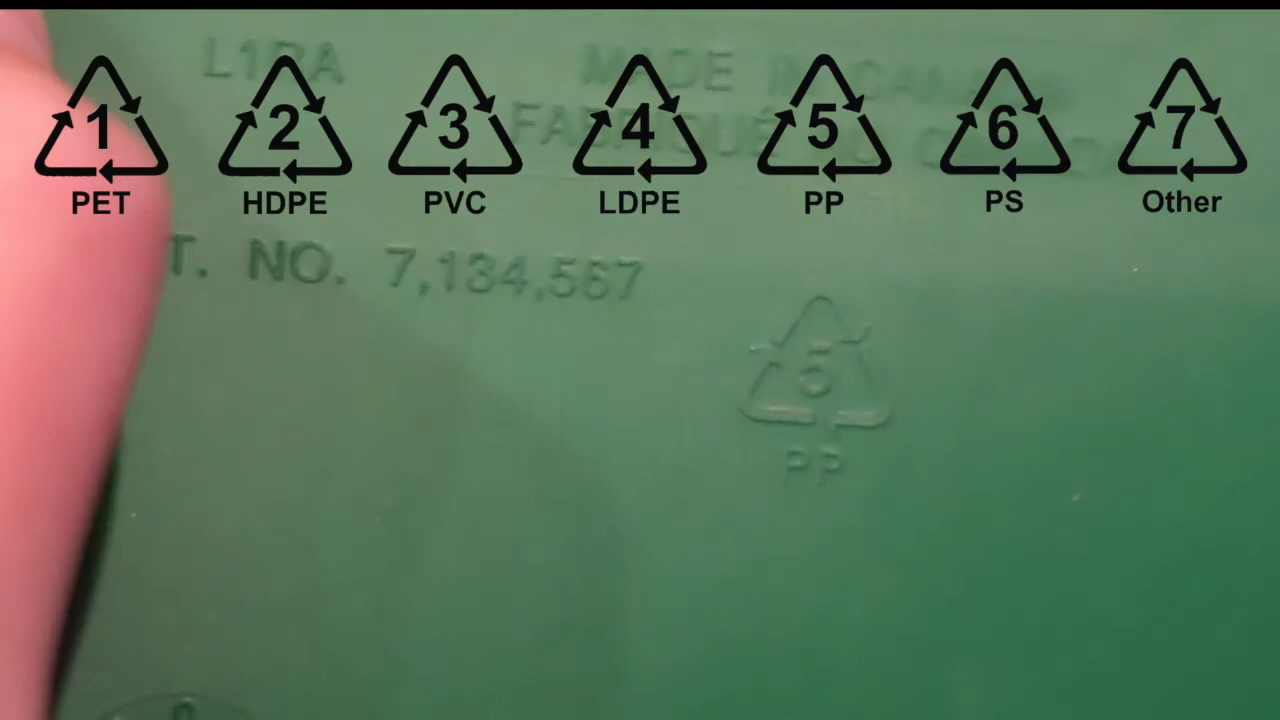 L1RA
MADE IN CANADA
FABRIQUÉ
1 2 3 4 5 6 7
PET HDPE PVC LDPE PP PS Other
T. NO. 7,134,567
5
PP